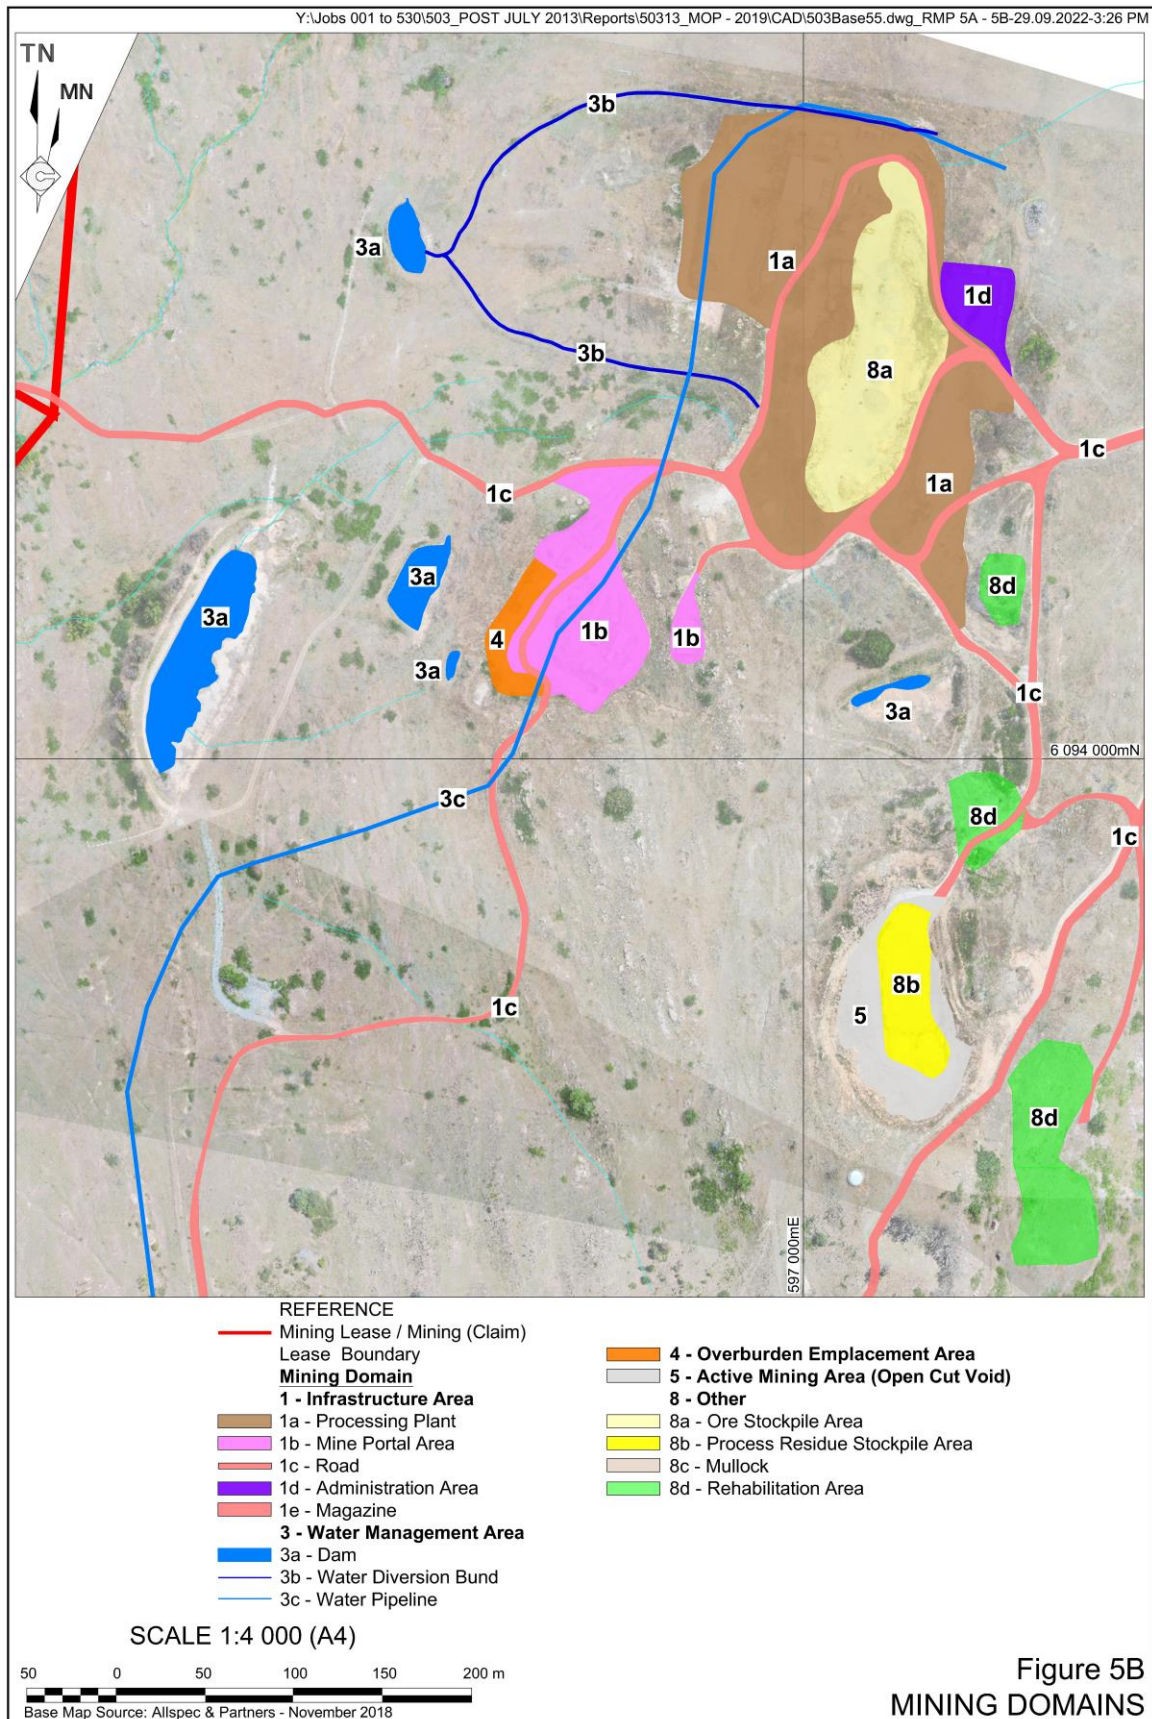 Y:\Jobs 001 to 530\503_POST JULY 2013\Reports\50313_MOP - 2019\CAD\503Base55.dwg_RMP 5A - 5B-29.09.2022-3:26 PM
TN
MN
3b
3a
1a
1d
3b
8a
1c
1a
1c
3a
8d
3a
4
1b
1b
3a
1c
3a
6 094 000mN
3c
8d
1c
8b
5
1c
8d
597 000mE
REFERENCE
Mining Lease / Mining (Claim)
Lease Boundary
Mining Domain
1 - Infrastructure Area
1a - Processing Plant
1b - Mine Portal Area
1c - Road
1d - Administration Area
1e - Magazine
3 - Water Management Area
3a - Dam
3b - Water Diversion Bund
3c - Water Pipeline
4 - Overburden Emplacement Area
5 - Active Mining Area (Open Cut Void)
8 - Other
8a - Ore Stockpile Area
8b - Process Residue Stockpile Area
8c - Mullock
8d - Rehabilitation Area
SCALE 1:4 000 (A4)
50 0 50 100 150 200 m
Base Map Source: Allspec & Partners - November 2018
Figure 5B
MINING DOMAINS